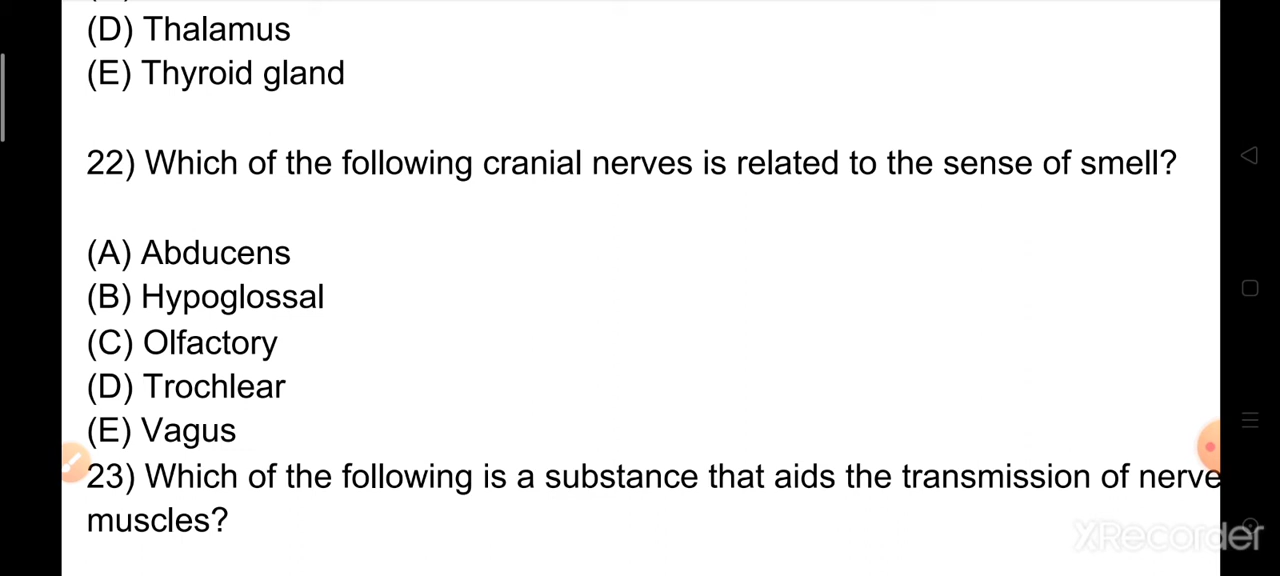 (D) Thalamus
(E) Thyroid gland
22) Which of the following cranial nerves is related to the sense of smell?
(A) Abducens
(B) Hypoglossal
(C) Olfactory
(D) Trochlear
(E) Vagus
23) Which of the following is a substance that aids the transmission of nerve
muscles?
XRecorder